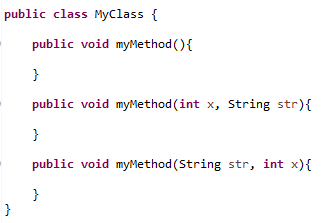 public class MyClass {
public void myMethod(){
}
public void myMethod(int x, String str){
}
public void myMethod(String str, int x){
}
}